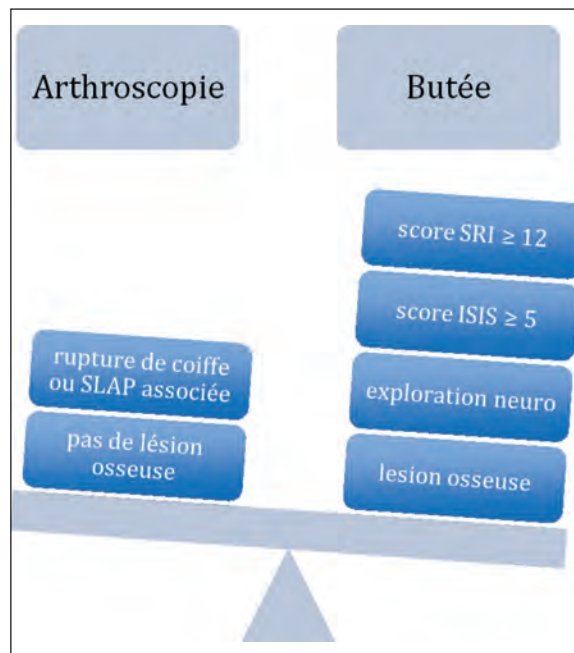 Arthroscopie
Butée
score SRI ≥ 12
score ISIS ≥ 5
rupture de coiffe
ou SLAP associée
exploration neuro
pas de lésion
osseuse
lesion osseuse